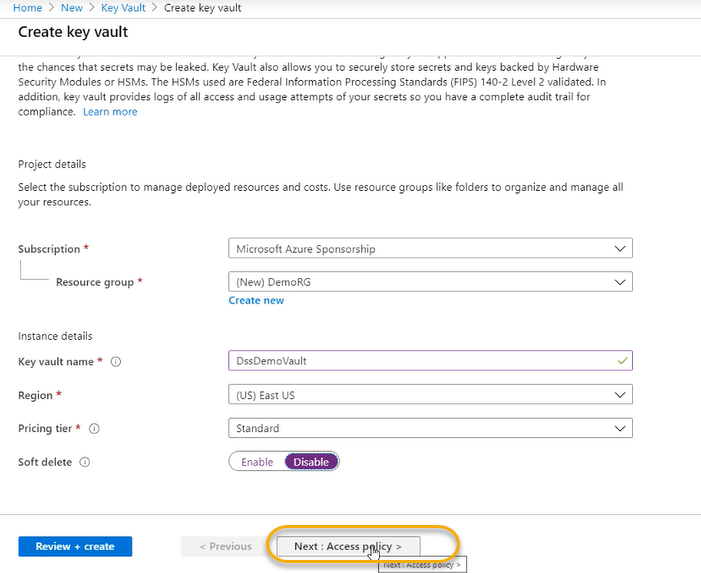 Home > New > Key Vault > Create key vault
Create key vault
the chances that secrets may be leaked. Key Vault also allows you to securely store secrets and keys backed by Hardware
Security Modules or HSMs. The HSMs used are Federal Information Processing Standards (FIPS) 140-2 Level 2 validated. In
addition, key vault provides logs of all access and usage attempts of your secrets so you have a complete audit trail for
compliance. Learn more
Project details
Select the subscription to manage deployed resources and costs. Use resource groups like folders to organize and manage all
your resources.
Subscription * Microsoft Azure Sponsorship
Resource group * (New) DemoRG
Create new
Instance details
Key vault name * DssDemoVault
Region * (US) East US
Pricing tier * Standard
Soft delete Enable Disable
Review + create < Previous Next : Access policy >
Next : Access policy >